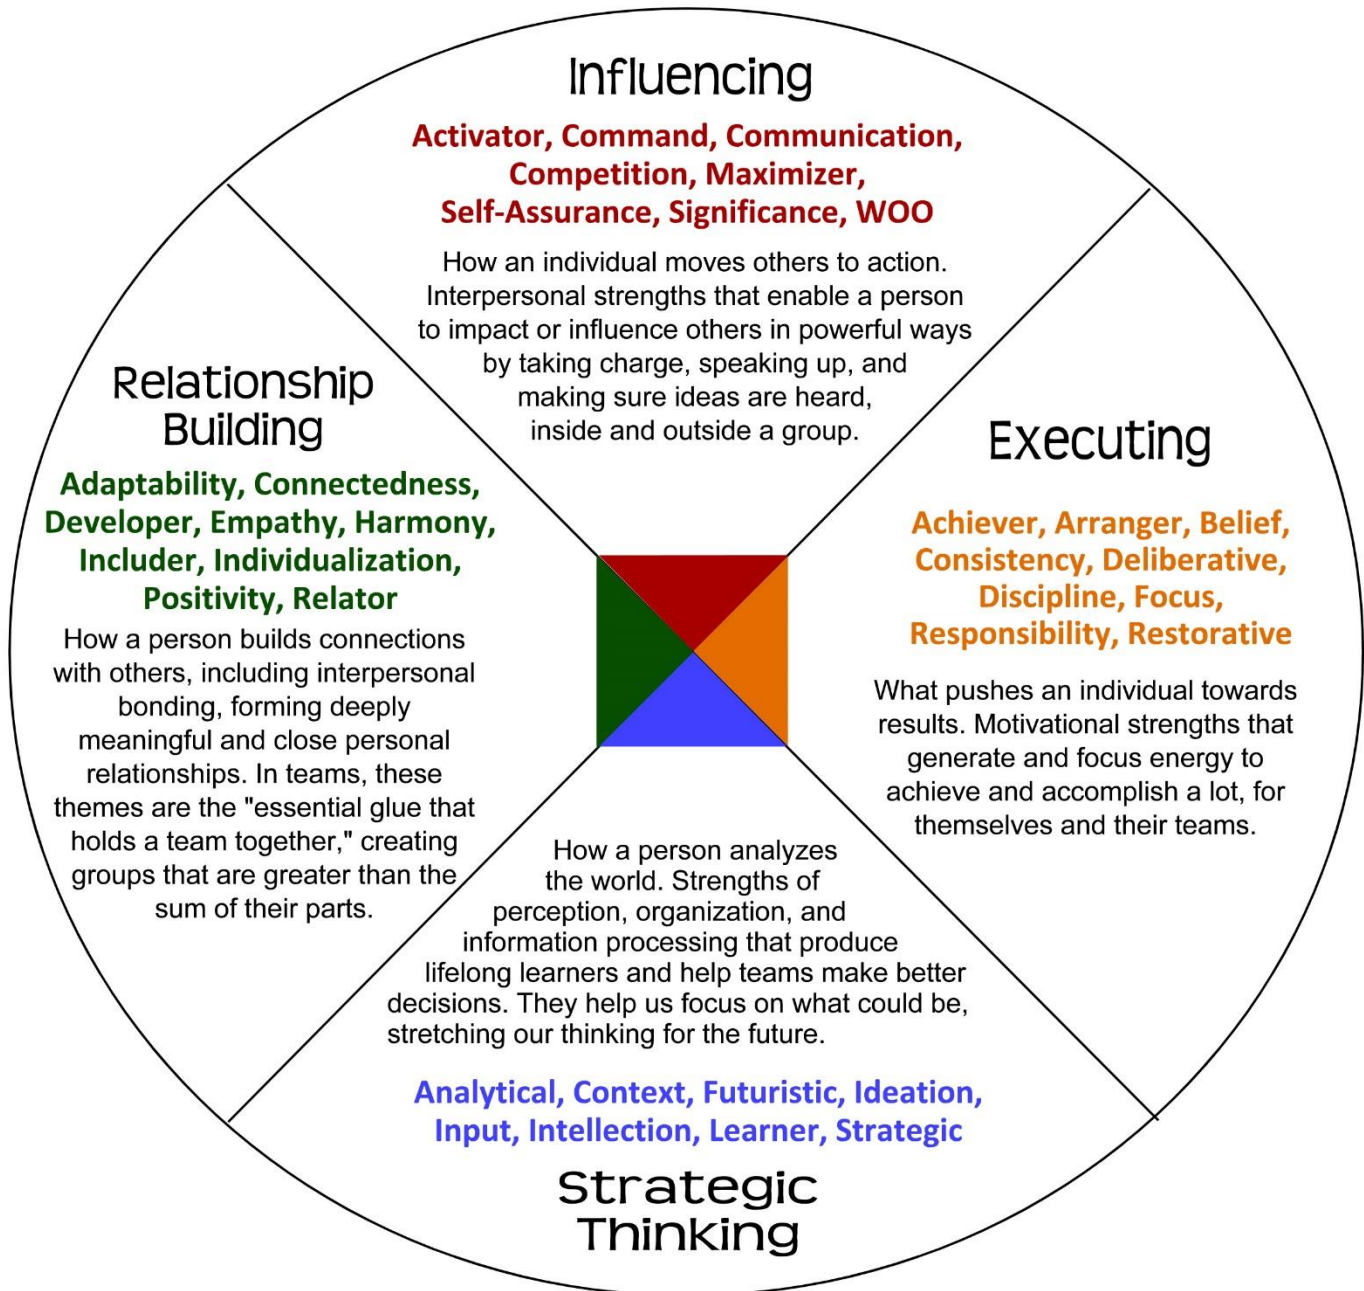 Influencing
Activator, Command, Communication,
Competition, Maximizer,
Self-Assurance, Significance, WOO
How an individual moves others to action.
Interpersonal strengths that enable a person
to impact or influence others in powerful ways
by taking charge, speaking up, and
making sure ideas are heard,
inside and outside a group.
Relationship
Building
Adaptability, Connectedness,
Developer, Empathy, Harmony,
Includer, Individualization,
Positivity, Relator
How a person builds connections
with others, including interpersonal
bonding, forming deeply
meaningful and close personal
relationships. In teams, these
themes are the "essential glue that
holds a team together," creating
groups that are greater than the
sum of their parts.
Executing
Achiever, Arranger, Belief,
Consistency, Deliberative,
Discipline, Focus,
Responsibility, Restorative
What pushes an individual towards
results. Motivational strengths that
generate and focus energy to
achieve and accomplish a lot, for
themselves and their teams.
How a person analyzes
the world. Strengths of
perception, organization, and
information processing that produce
lifelong learners and help teams make better
decisions. They help us focus on what could be,
stretching our thinking for the future.
Analytical, Context, Futuristic, Ideation,
Input, Intellection, Learner, Strategic
Strategic
Thinking